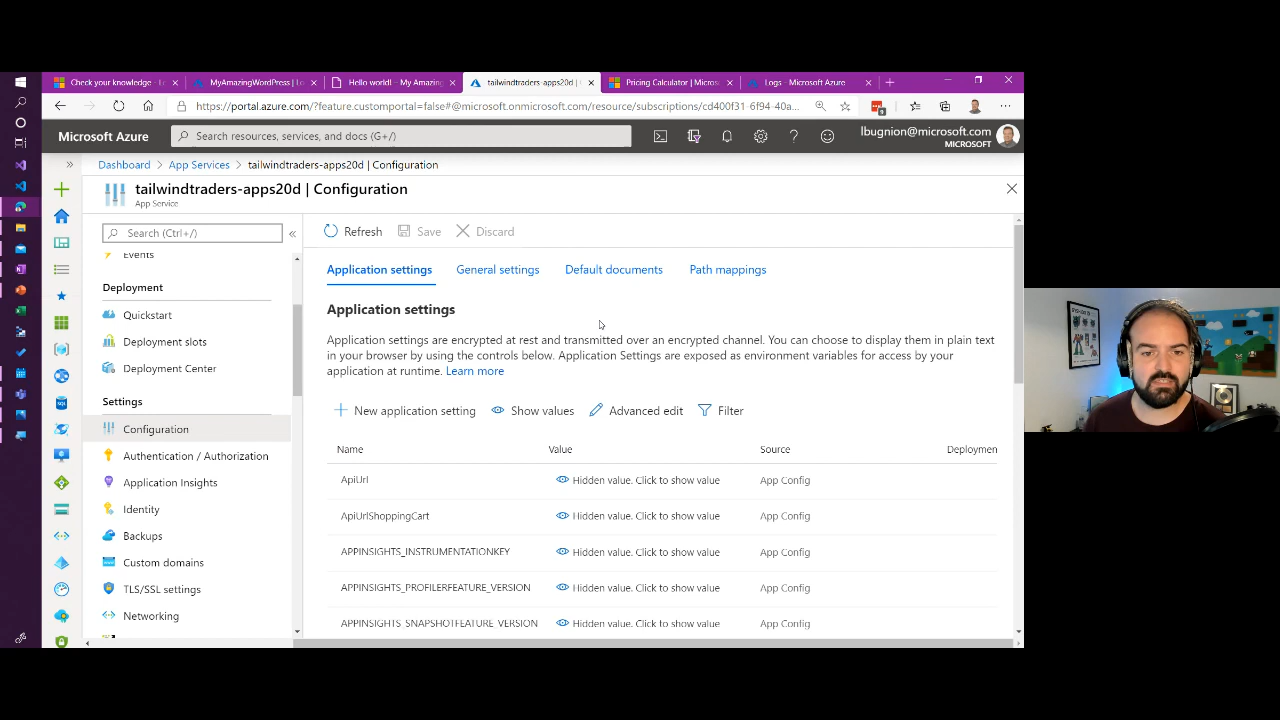 Check your knowledge - L
MyAmazingWordPress | Lo
Hello world! – My Amazing
tailwindtraders-apps20d |
Pricing Calculator | Micros
Logs - Microsoft Azure
https://portal.azure.com/?feature.customportal=false#@microsoft.onmicrosoft.com/resource/subscriptions/cd400f31-6f94-40a...
Microsoft Azure
Search resources, services, and docs (G+/)
lbugnion@microsoft.com
MICROSOFT
Dashboard > App Services > tailwindtraders-apps20d | Configuration
tailwindtraders-apps20d | Configuration
App Service
Search (Ctrl+/)
Events
Deployment
Quickstart
Deployment slots
Deployment Center
Settings
Configuration
Authentication / Authorization
Application Insights
Identity
Backups
Custom domains
TLS/SSL settings
Networking
Refresh
Save
Discard
Application settings
General settings
Default documents
Path mappings
Application settings
Application settings are encrypted at rest and transmitted over an encrypted channel. You can choose to display them in plain text
in your browser by using the controls below. Application Settings are exposed as environment variables for access by your
application at runtime. Learn more
New application setting
Show values
Advanced edit
Filter
Name Value Source Deploymen
ApiUrl Hidden value. Click to show value App Config
ApiUrlShoppingCart Hidden value. Click to show value App Config
APPINSIGHTS_INSTRUMENTATIONKEY Hidden value. Click to show value App Config
APPINSIGHTS_PROFILERFEATURE_VERSION Hidden value. Click to show value App Config
APPINSIGHTS_SNAPSHOTFEATURE_VERSION Hidden value. Click to show value App Config